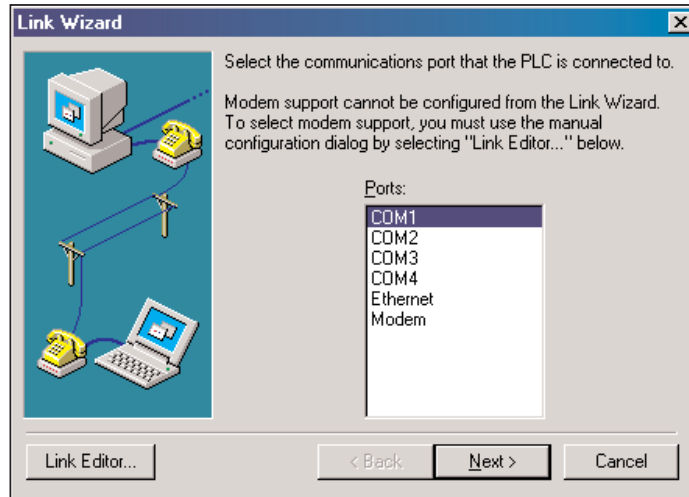 Link Wizard
Select the communications port that the PLC is connected to.
Modem support cannot be configured from the Link Wizard.
To select modem support, you must use the manual
configuration dialog by selecting "Link Editor..." below.
Ports:
COM1
COM2
COM3
COM4
Ethernet
Modem
Link Editor...
< Back
Next >
Cancel